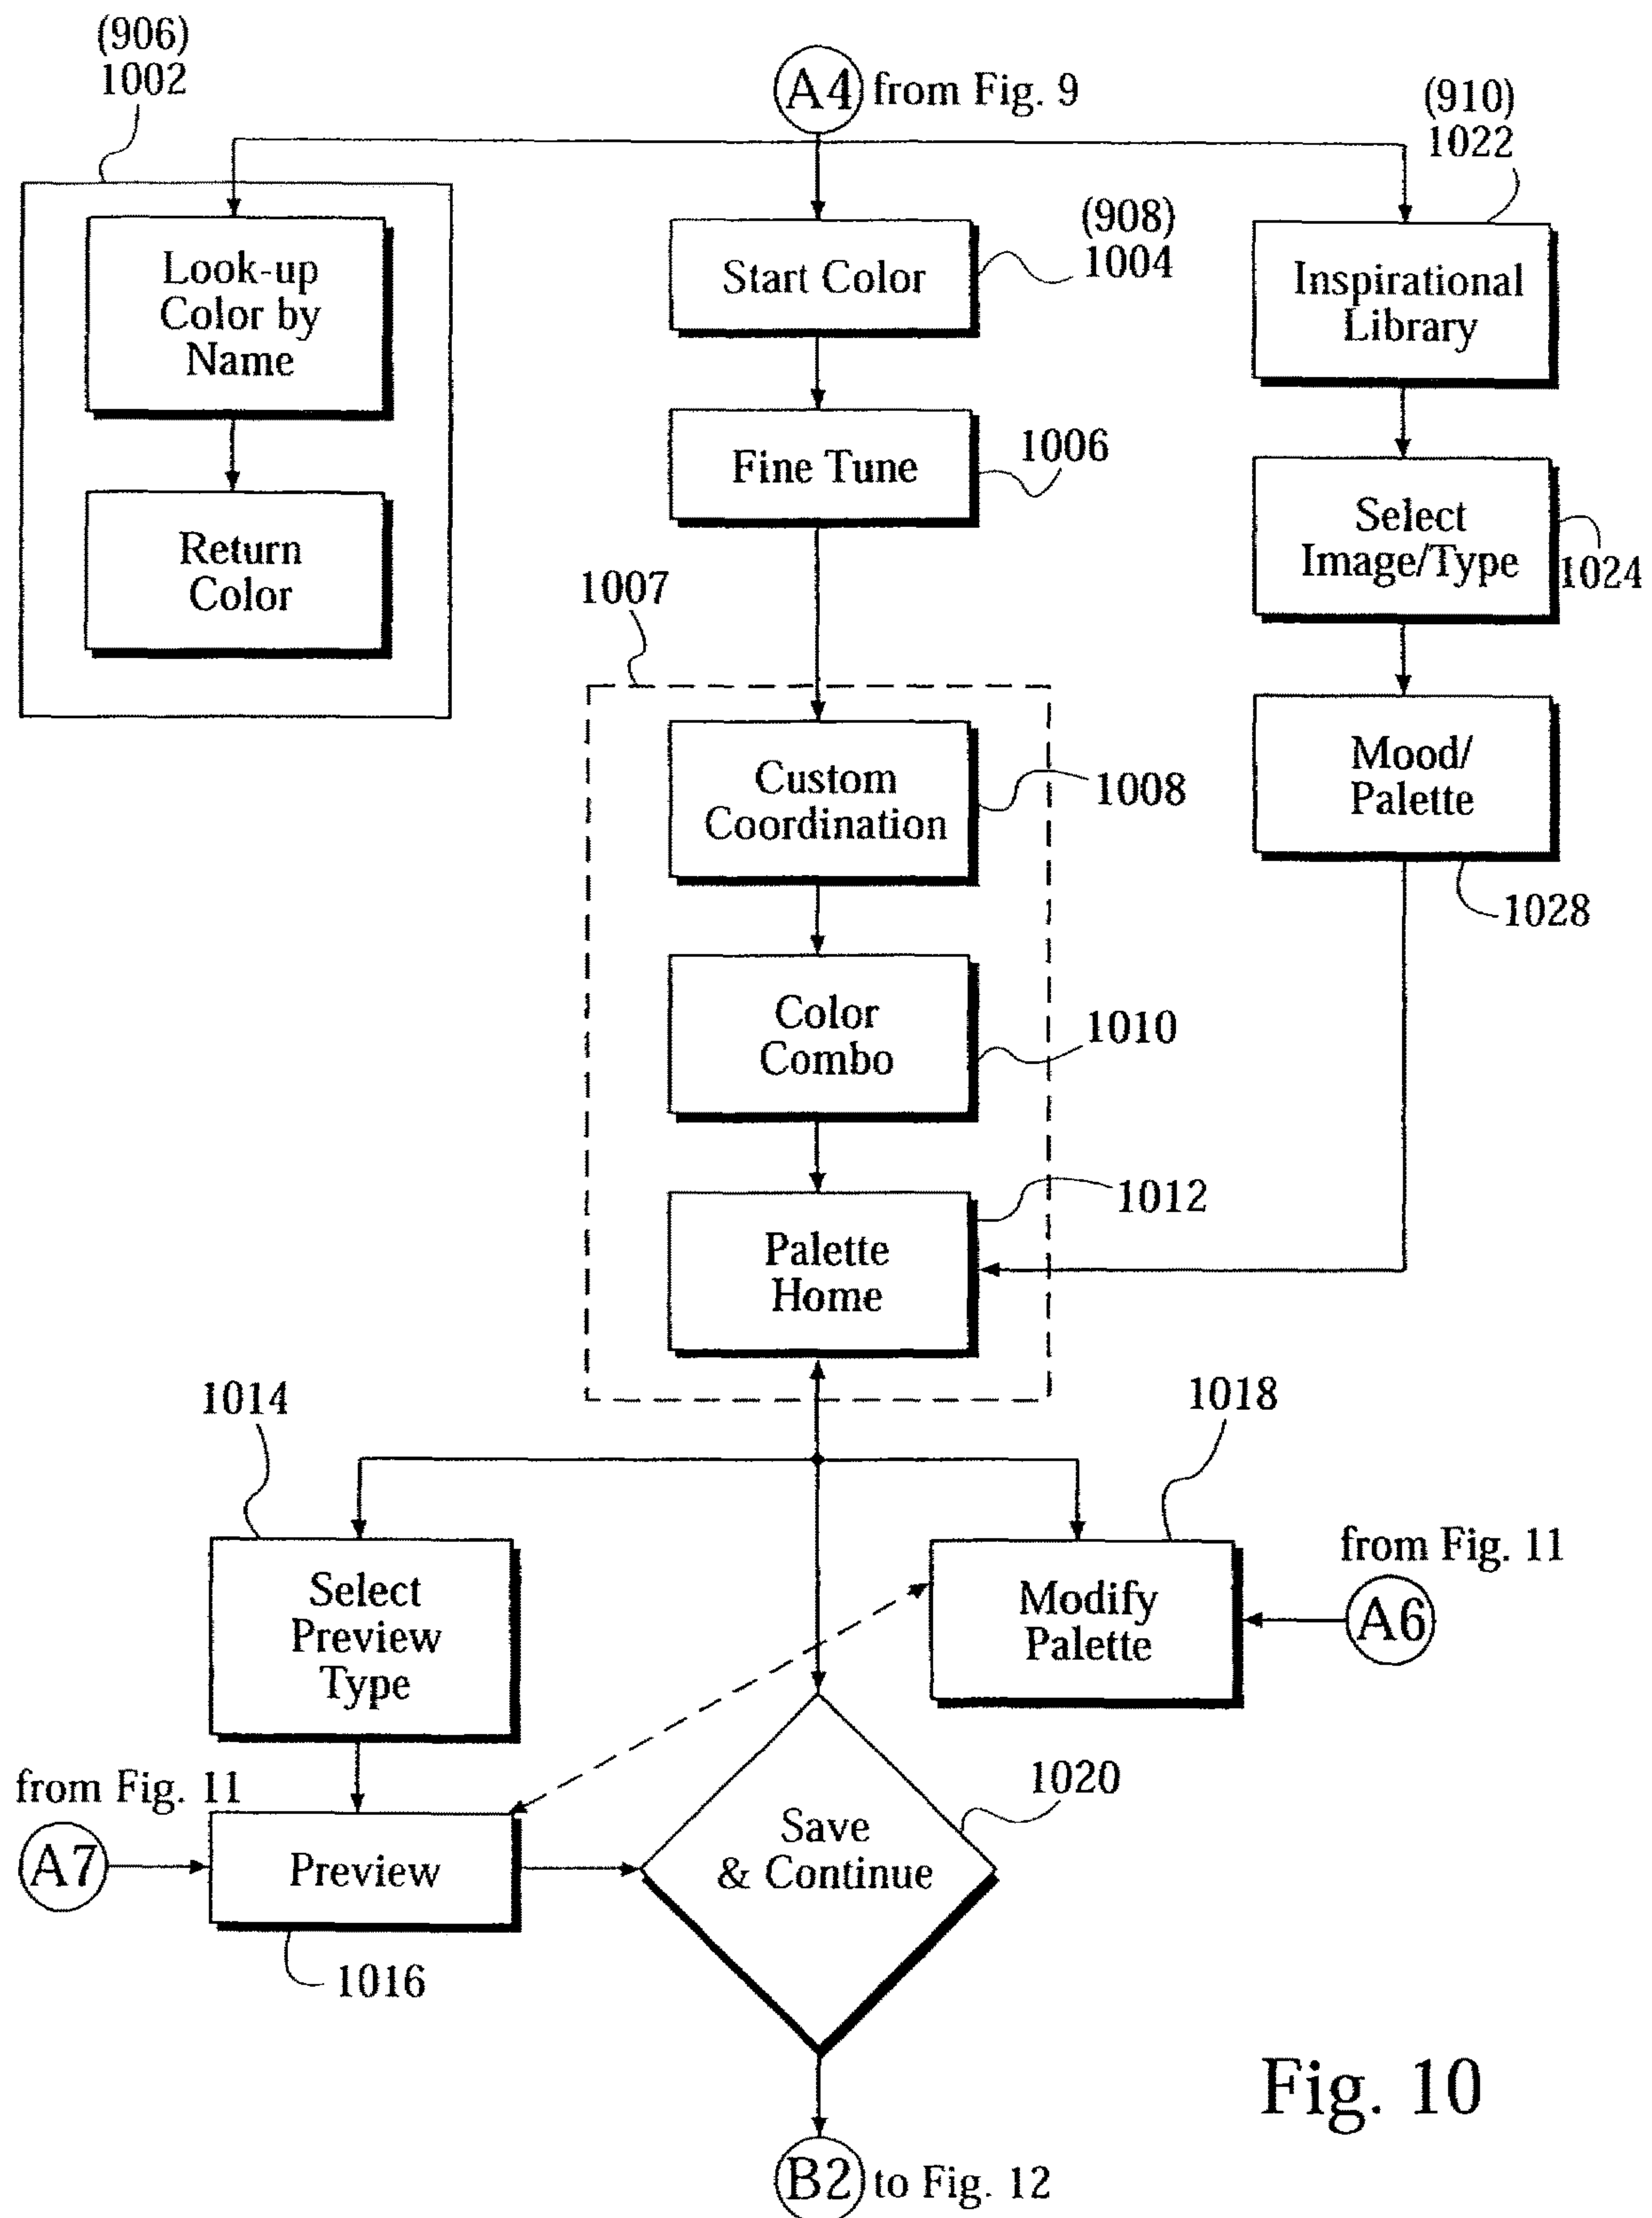 (906)
1002
A4 from Fig. 9
(910)
1022
Look-up
Color by
Name
Start Color
(908)
1004
Inspirational
Library
Fine Tune
1006
Select
Image/Type
1024
Return
Color
1007
Custom
Coordination
1008
Mood/
Palette
1028
Color
Combo
1010
Palette
Home
1012
1014
1018
Select
Preview
Type
Modify
Palette
from Fig. 11
A6
from Fig. 11
A7
Preview
1016
Save
& Continue
1020
B2 to Fig. 12
Fig. 10